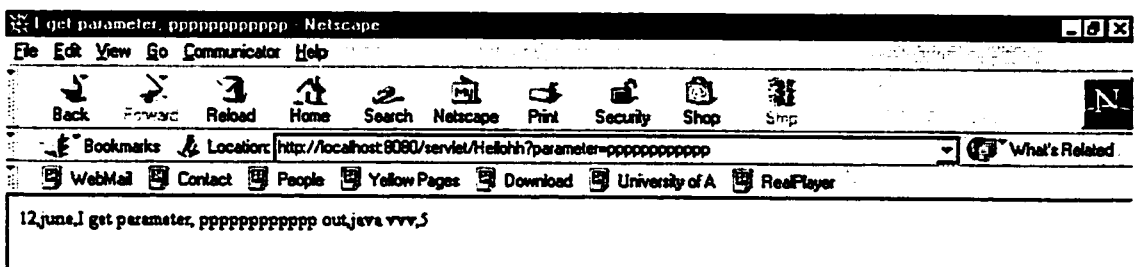 I get parameter, pppppppppppp - Netscape
File Edit View Go Communicator Help
Back Forward Reload Home Search Netscape Print Security Shop Stop
My
N
Bookmarks Location: http://localhost:8080/servlet/Hellohh?parameter=pppppppppppp What's Related
WebMail Contact People Yellow Pages Download University of A RealPlayer
12,june,I get parameter, pppppppppppp out,java vvv,5